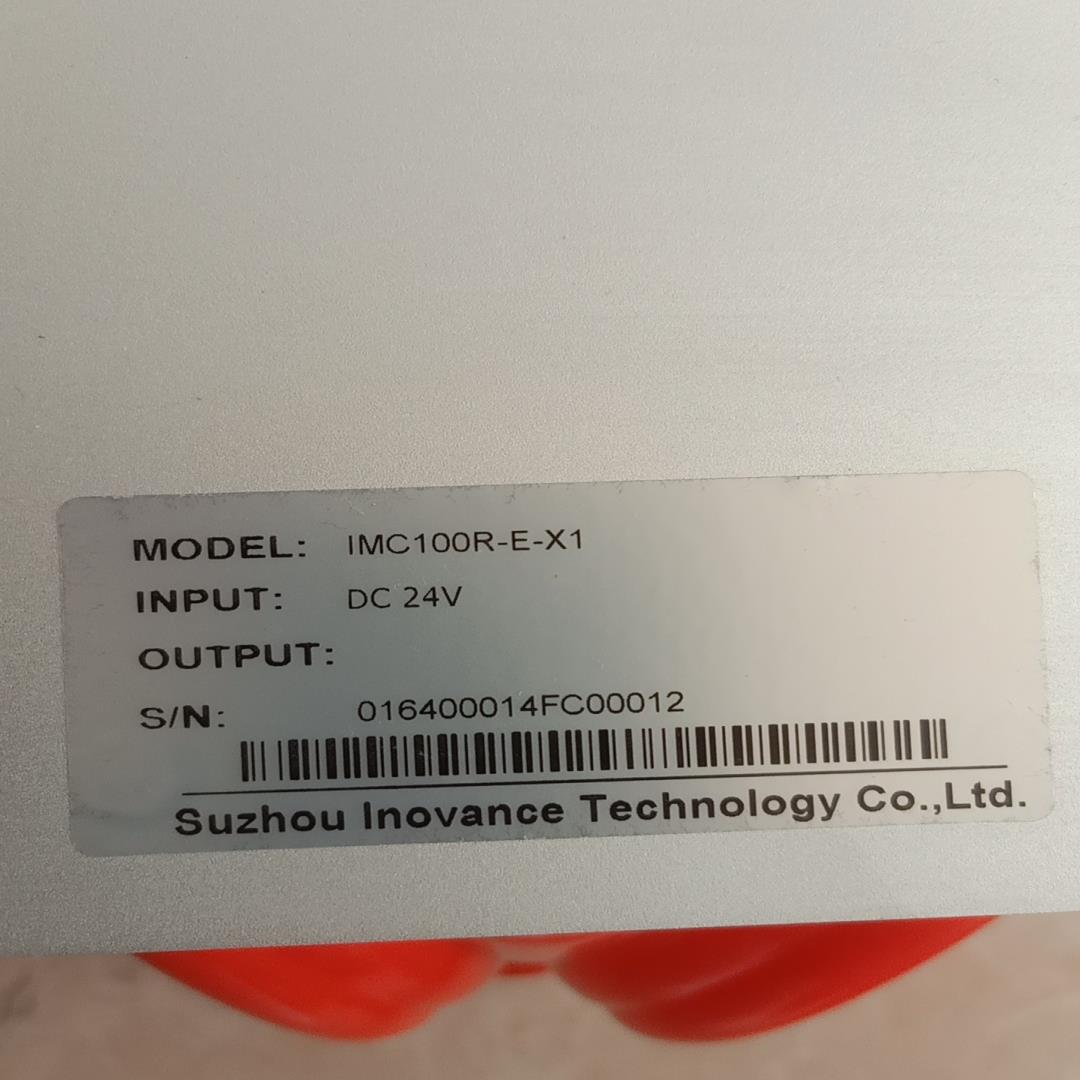 MODEL: IMC100R-E-X1
INPUT: DC 24V
OUTPUT:
S/N: 016400014FC00012
Suzhou Inovance Technology Co.,Ltd.